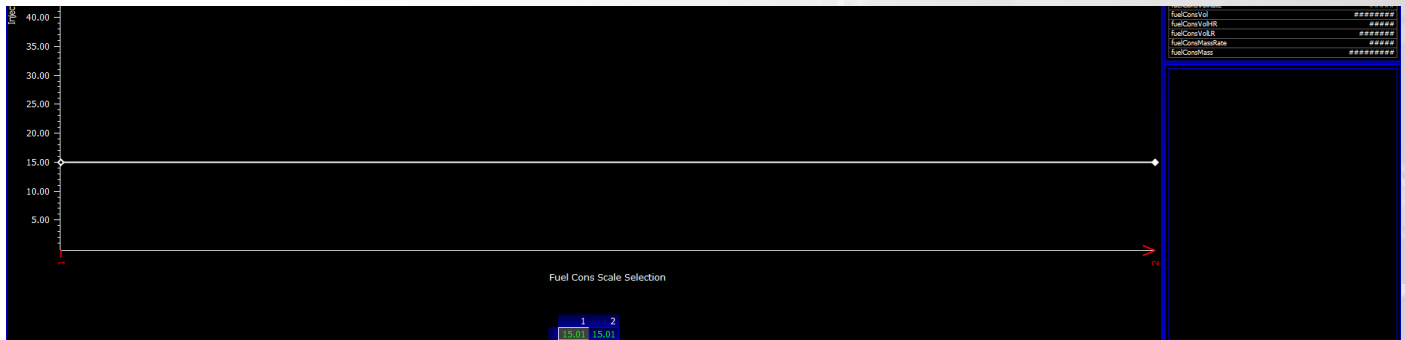 Injec
40.00
35.00
30.00
25.00
20.00
15.00
10.00
5.00
1
2
Fuel Cons Scale Selection
1 2
15.01 15.01
fuelConsVol ########
fuelConsVolHR #####
fuelConsVolLR #######
fuelConsMassRate #####
fuelConsMass #########